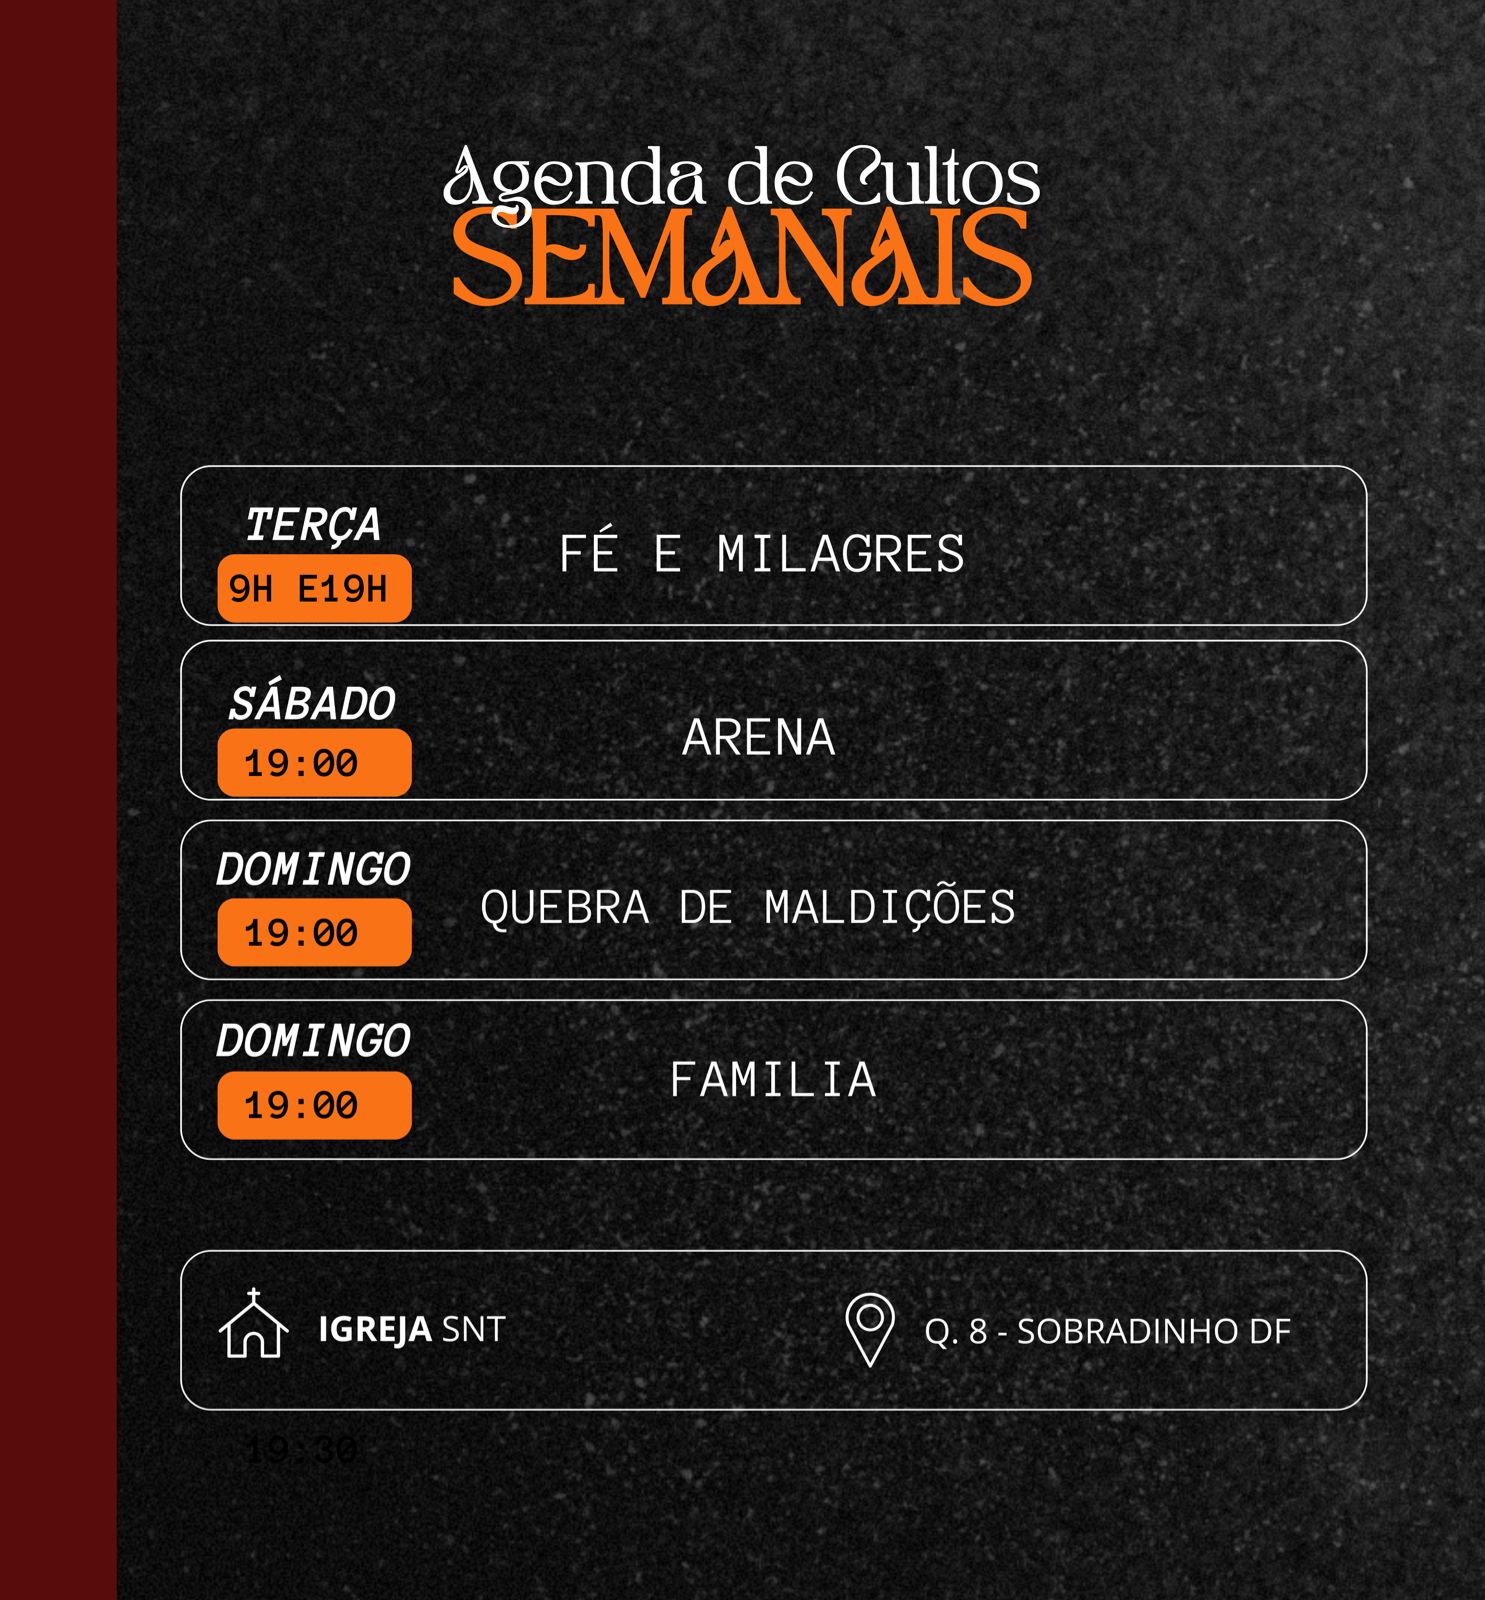 Agenda de Cultos
SEMANAIS
TERÇA
9H E19H
FÉ E MILAGRES
SÁBADO
19:00
ARENA
DOMINGO
19:00
QUEBRA DE MALDIÇÕES
DOMINGO
19:00
FAMILIA
IGREJA SNT
Q. 8 - SOBRADINHO DF
19:30